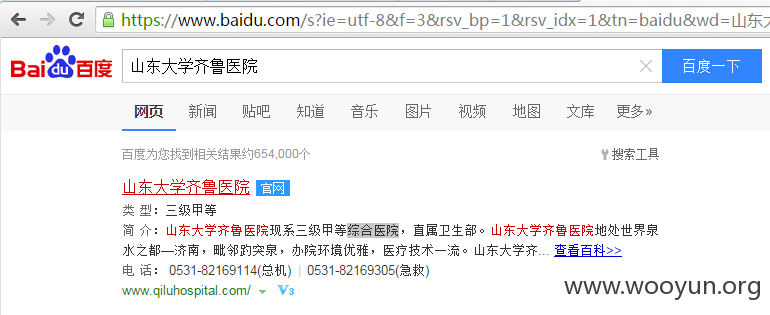 https://www.baidu.com/s?ie=utf-8&f=3&rsv_bp=1&rsv_idx=1&tn=baidu&wd=山东大
Bai du 百度 山东大学齐鲁医院 百度一下
网页 新闻 贴吧 知道 音乐 图片 视频 地图 文库 更多»
百度为您找到相关结果约654,000个 搜索工具
山东大学齐鲁医院 官网
类 型：三级甲等
简 介：山东大学齐鲁医院现系三级甲等综合医院，直属卫生部。山东大学齐鲁医院地处世界泉
水之都—济南，毗邻趵突泉，办院环境优雅，医疗技术一流。山东大学齐... 查看百科>>
电 话： 0531-82169114(总机) | 0531-82169305(急救)
www.qiluhospital.com/ V3
www.wooyun.org